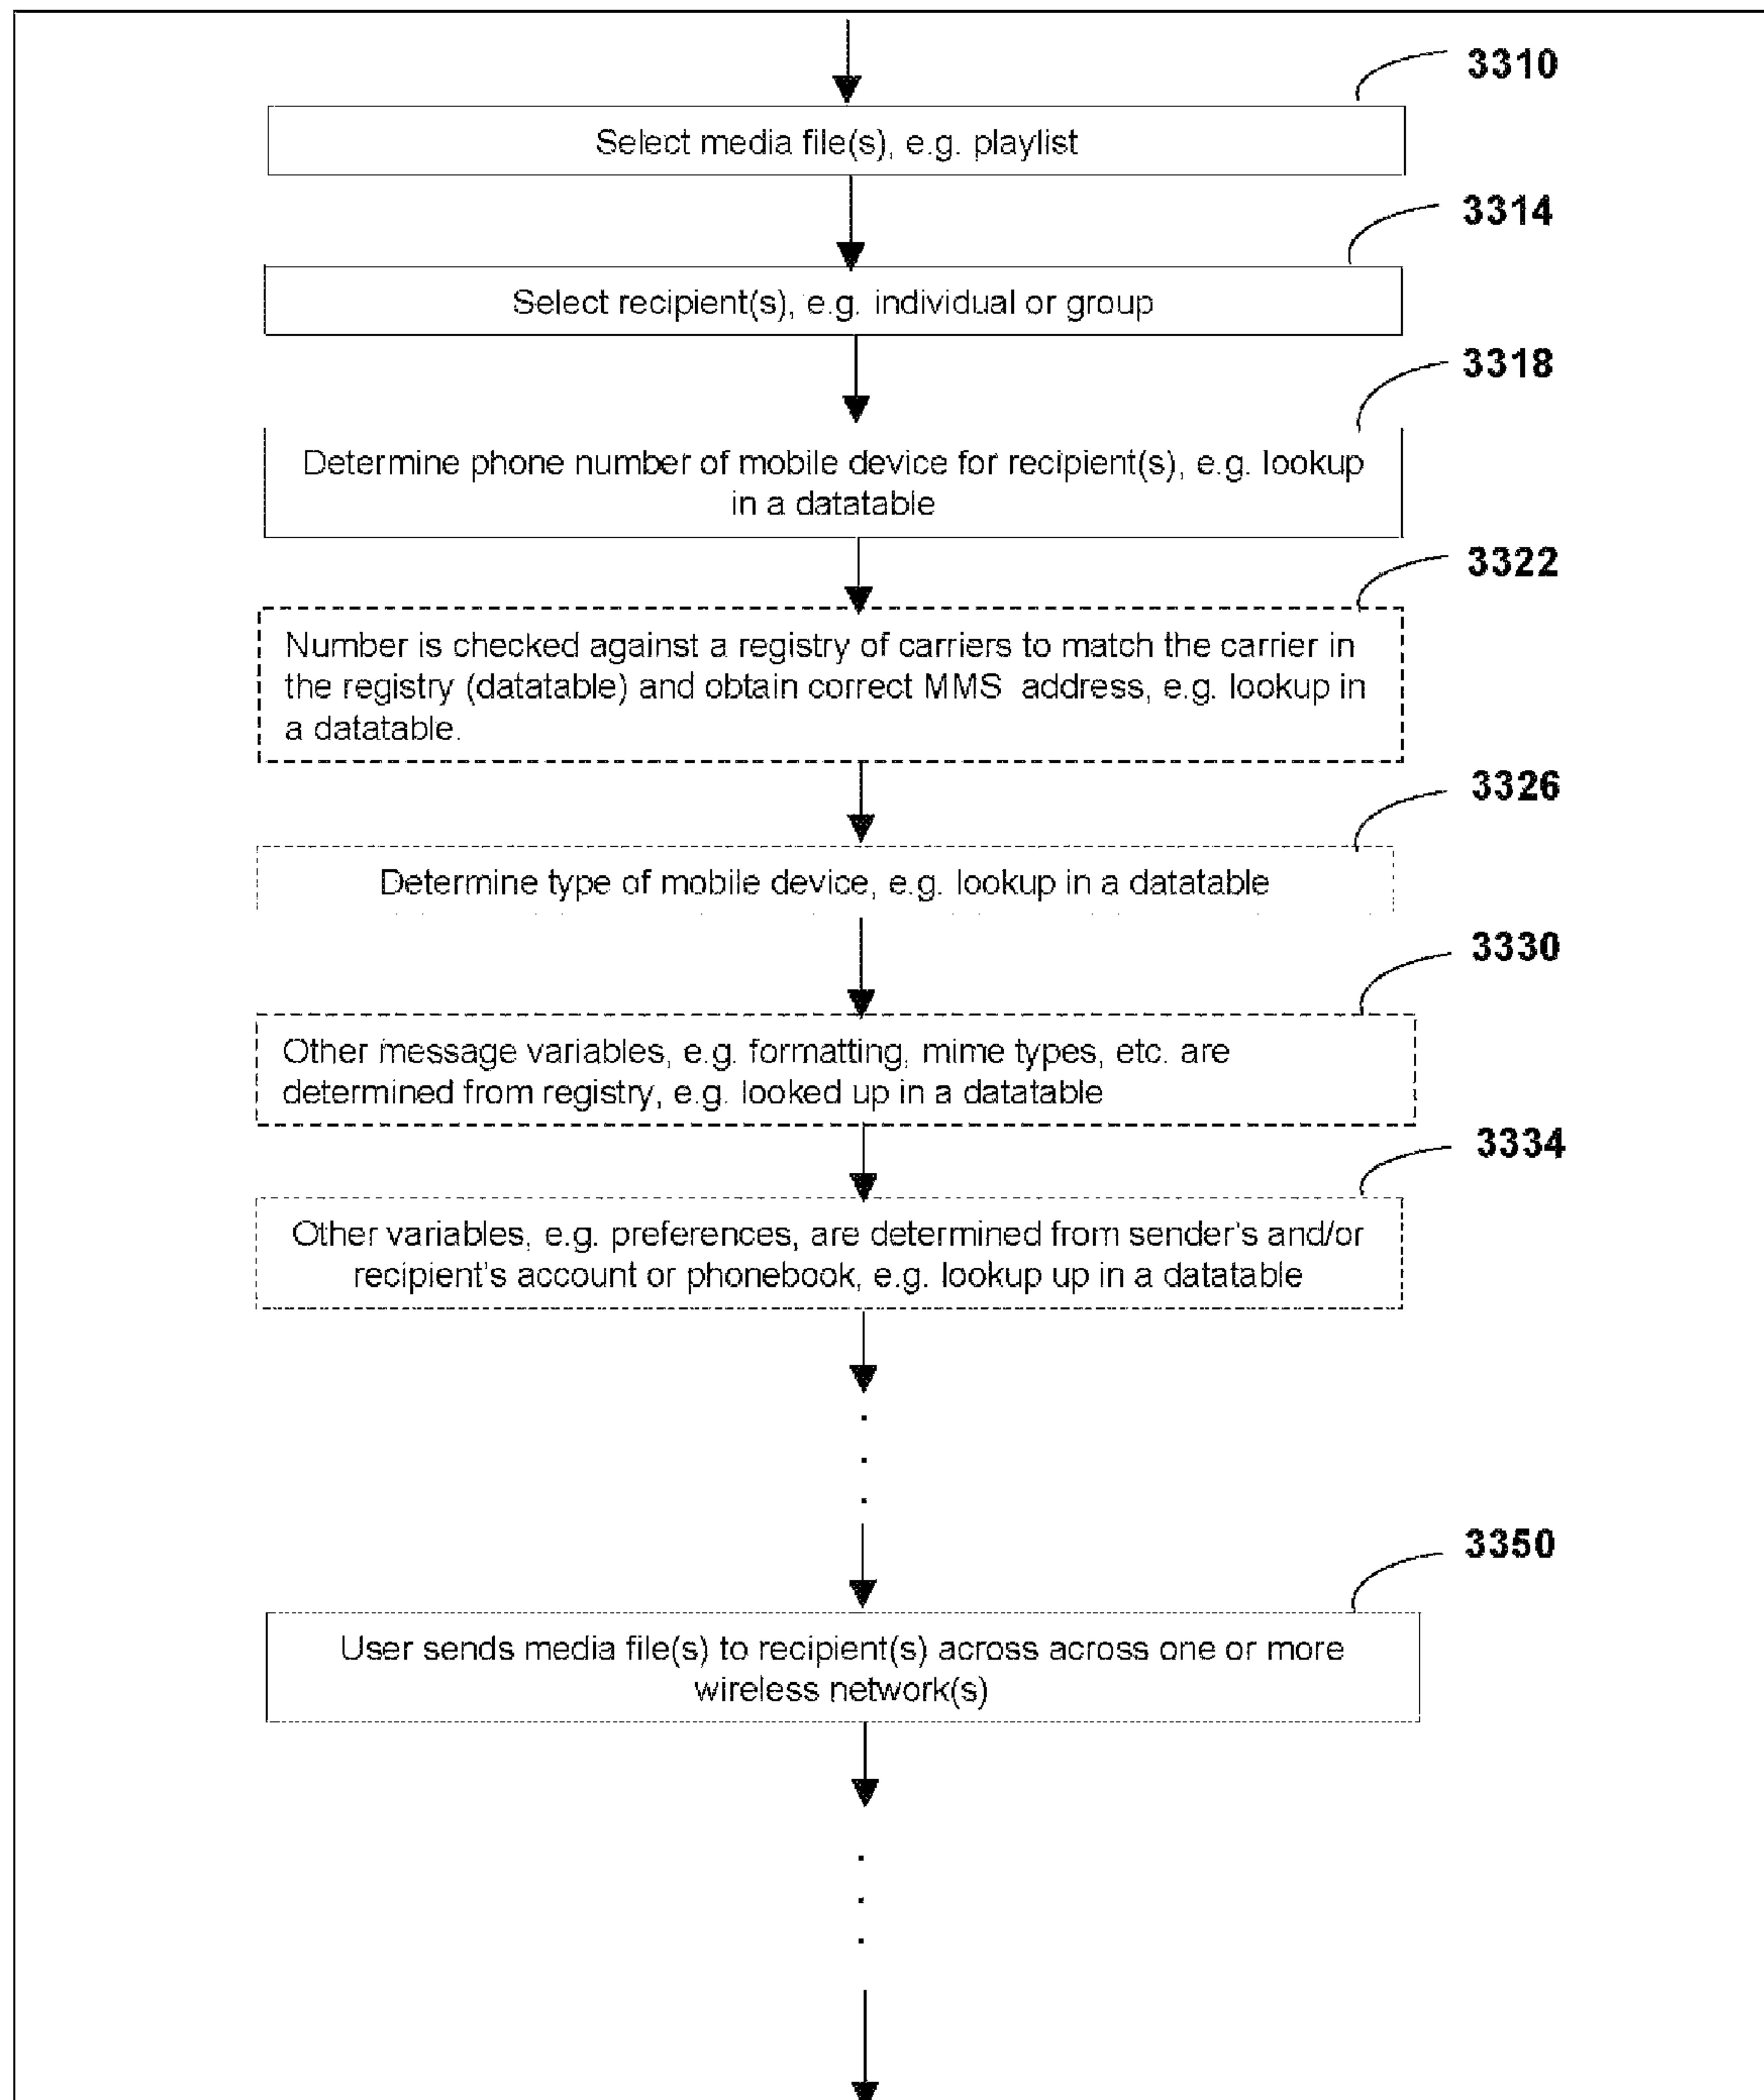 3310
Select media file(s), e.g. playlist
3314
Select recipient(s), e.g. individual or group
3318
Determine phone number of mobile device for recipient(s), e.g. lookup
in a datatable
3322
Number is checked against a registry of carriers to match the carrier in
the registry (datatable) and obtain correct MMS address, e.g. lookup in
a datatable.
3326
Determine type of mobile device, e.g. lookup in a datatable
3330
Other message variables, e.g. formatting, mime types, etc. are
determined from registry, e.g. looked up in a datatable
3334
Other variables, e.g. preferences, are determined from sender's and/or
recipient's account or phonebook, e.g. lookup up in a datatable
3350
User sends media file(s) to recipient(s) across across one or more
wireless network(s)